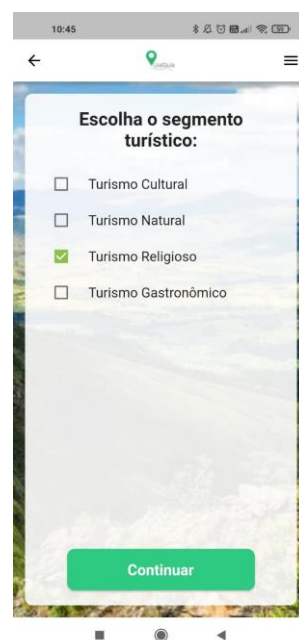 10:45
Escolha o segmento
turístico:
Turismo Cultural
Turismo Natural
Turismo Religioso
Turismo Gastronômico
Continuar